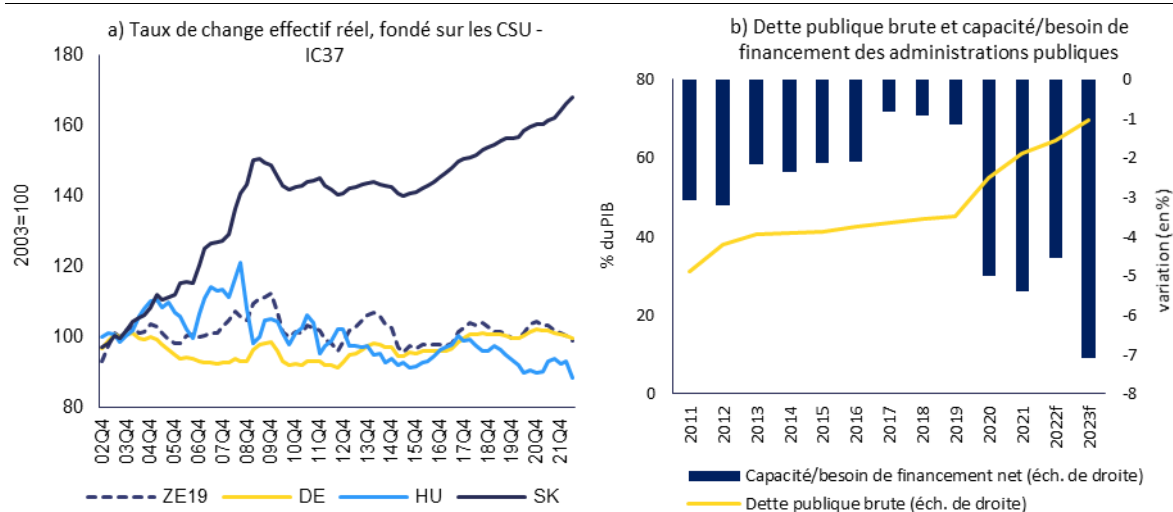 a) Taux de change effectif réel, fondé sur les CSU -
IC37
2003=100
180
160
140
120
100
80
02Q4
03Q4
04Q4
05Q4
06Q4
07Q4
08Q4
09Q4
10Q4
11Q4
12Q4
13Q4
14Q4
15Q4
16Q4
17Q4
18Q4
19Q4
20Q4
21Q4
ZE19 DE HU SK
b) Dette publique brute et capacité/besoin de
financement des administrations publiques
% du PIB
80
60
40
20
0
0
-1
-2
-3
-4
-5
-6
-7
-8
variation (en %)
2011
2012
2013
2014
2015
2016
2017
2018
2019
2020
2021
2022f
2023f
Capacité/besoin de financement net (éch. de droite)
Dette publique brute (éch. de droite)